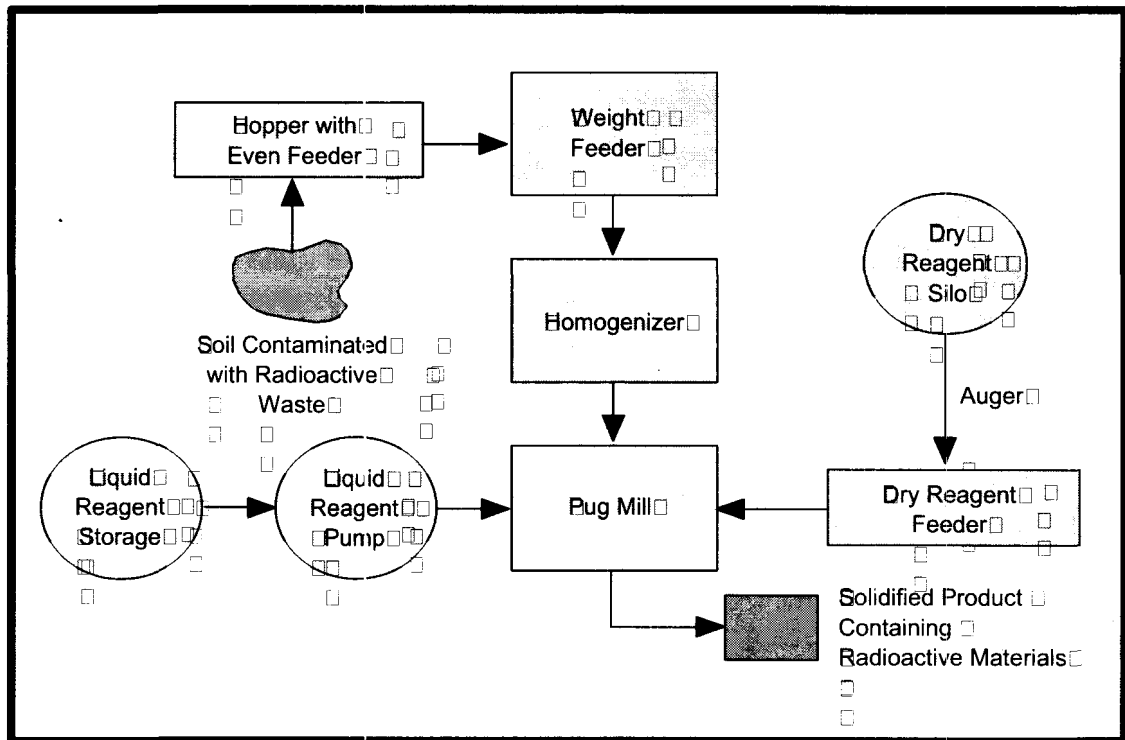 Hopper with
Even Feeder
Weight
Feeder
Dry
Reagent
Silo
Soil Contaminated
with Radioactive
Waste
Homogenizer
Auger
Liquid
Reagent
Storage
Liquid
Reagent
Pump
Pug Mill
Dry Reagent
Feeder
Solidified Product
Containing
Radioactive Materials